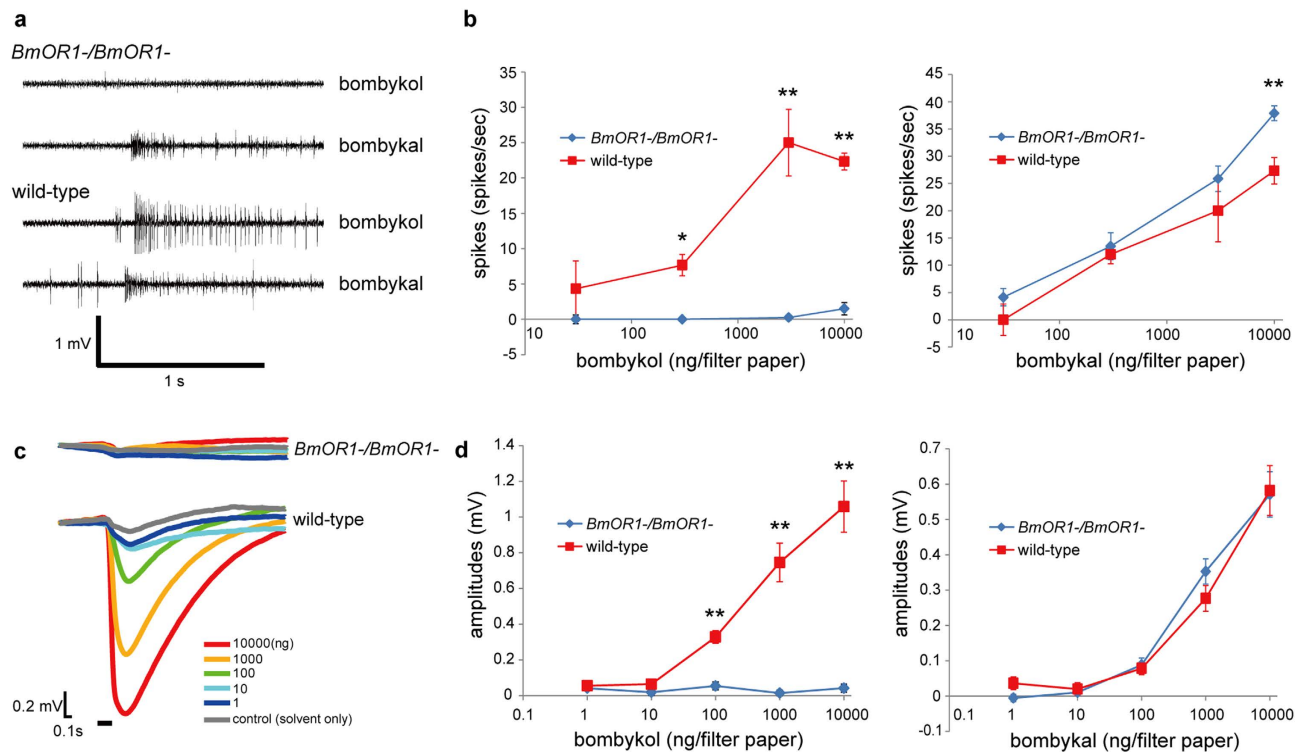 a
BmOR1-/BmOR1-
bombykol
bombykal
wild-type
bombykol
bombykal
1 mV
1 s
b
35
30
25
20
15
10
5
0
-5
spikes (spikes/sec)
BmOR1-/BmOR1-
wild-type
*
**
**
10 100 1000 10000
bombykol (ng/filter paper)
45
40
35
30
25
20
15
10
5
0
-5
spikes (spikes/sec)
BmOR1-/BmOR1-
wild-type
**
10 100 1000 10000
bombykal (ng/filter paper)
c
BmOR1-/BmOR1-
wild-type
10000(ng)
1000
100
10
1
control (solvent only)
0.2 mV
0.1s
d
1.4
1.2
1
0.8
0.6
0.4
0.2
0
amplitudes (mV)
BmOR1-/BmOR1-
wild-type
**
**
**
0.1 1 10 100 1000 10000
bombykol (ng/filter paper)
0.7
0.6
0.5
0.4
0.3
0.2
0.1
0
-0.1
amplitudes (mV)
BmOR1-/BmOR1-
wild-type
0.1 1 10 100 1000 10000
bombykal (ng/filter paper)